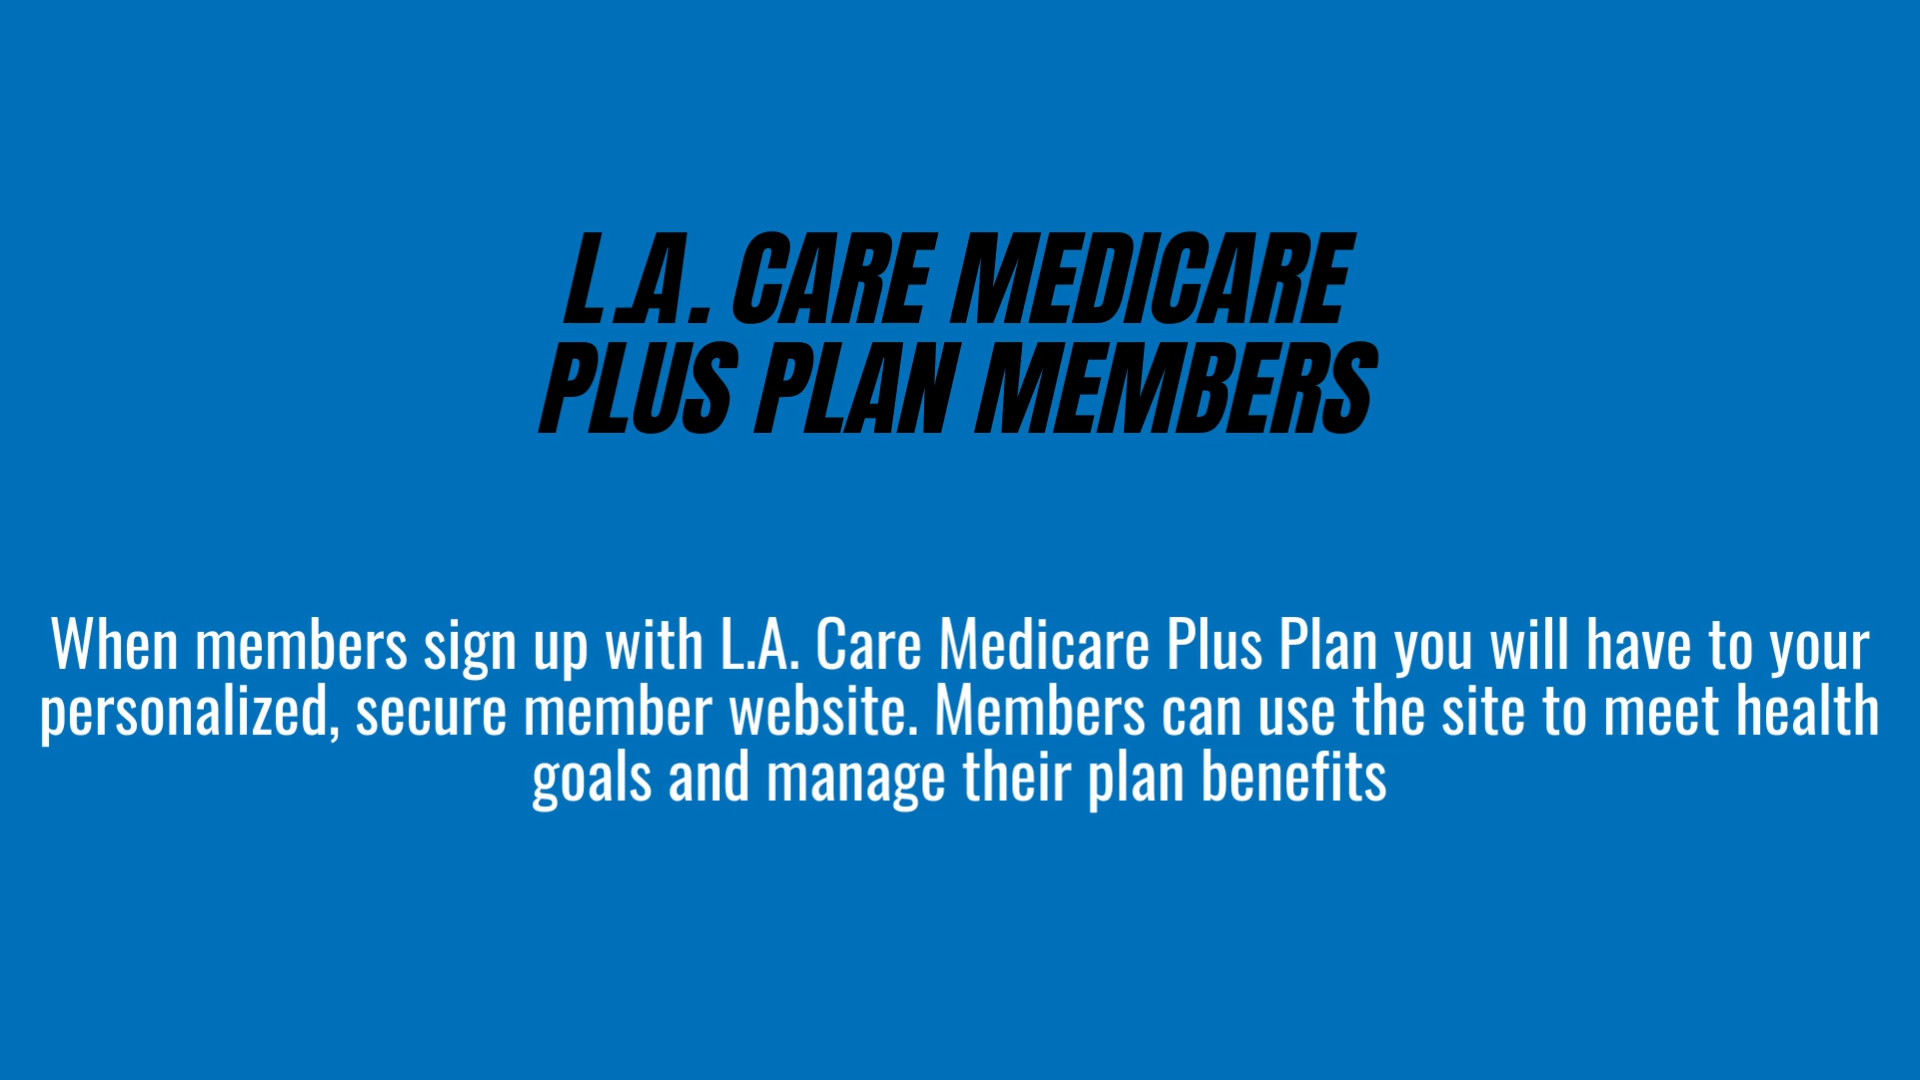 L.A. CARE MEDICARE
PLUS PLAN MEMBERS
When members sign up with L.A. Care Medicare Plus Plan you will have to your
personalized, secure member website. Members can use the site to meet health
goals and manage their plan benefits